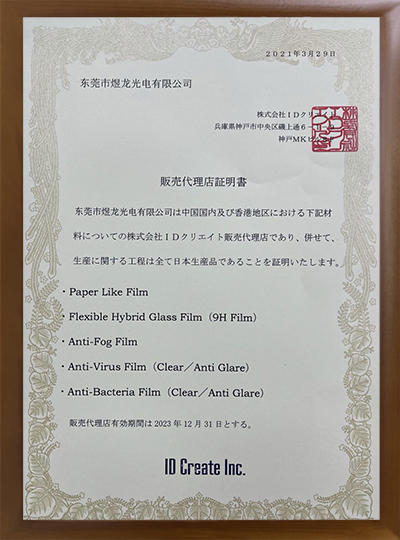 2021年3月29日
东莞市煜龙光电有限公司
株式会社IDクリエイト
兵庫県神戸市中央区磯上通6-
神戸MKビ
販売代理店証明書
东莞市煜龙光电有限公司は中国国内及び香港地区における下記材
料についての株式会社IDクリエイト販売代理店であり、併せて、
生産に関する工程は全て日本生産品であることを証明いたします。
・Paper Like Film
・Flexible Hybrid Glass Film（9H Film）
・Anti-Fog Film
・Anti-Virus Film（Clear／Anti Glare）
・Anti-Bacteria Film（Clear／Anti Glare）
販売代理店有効期間は2023年12月31日とする。
ID Create Inc.